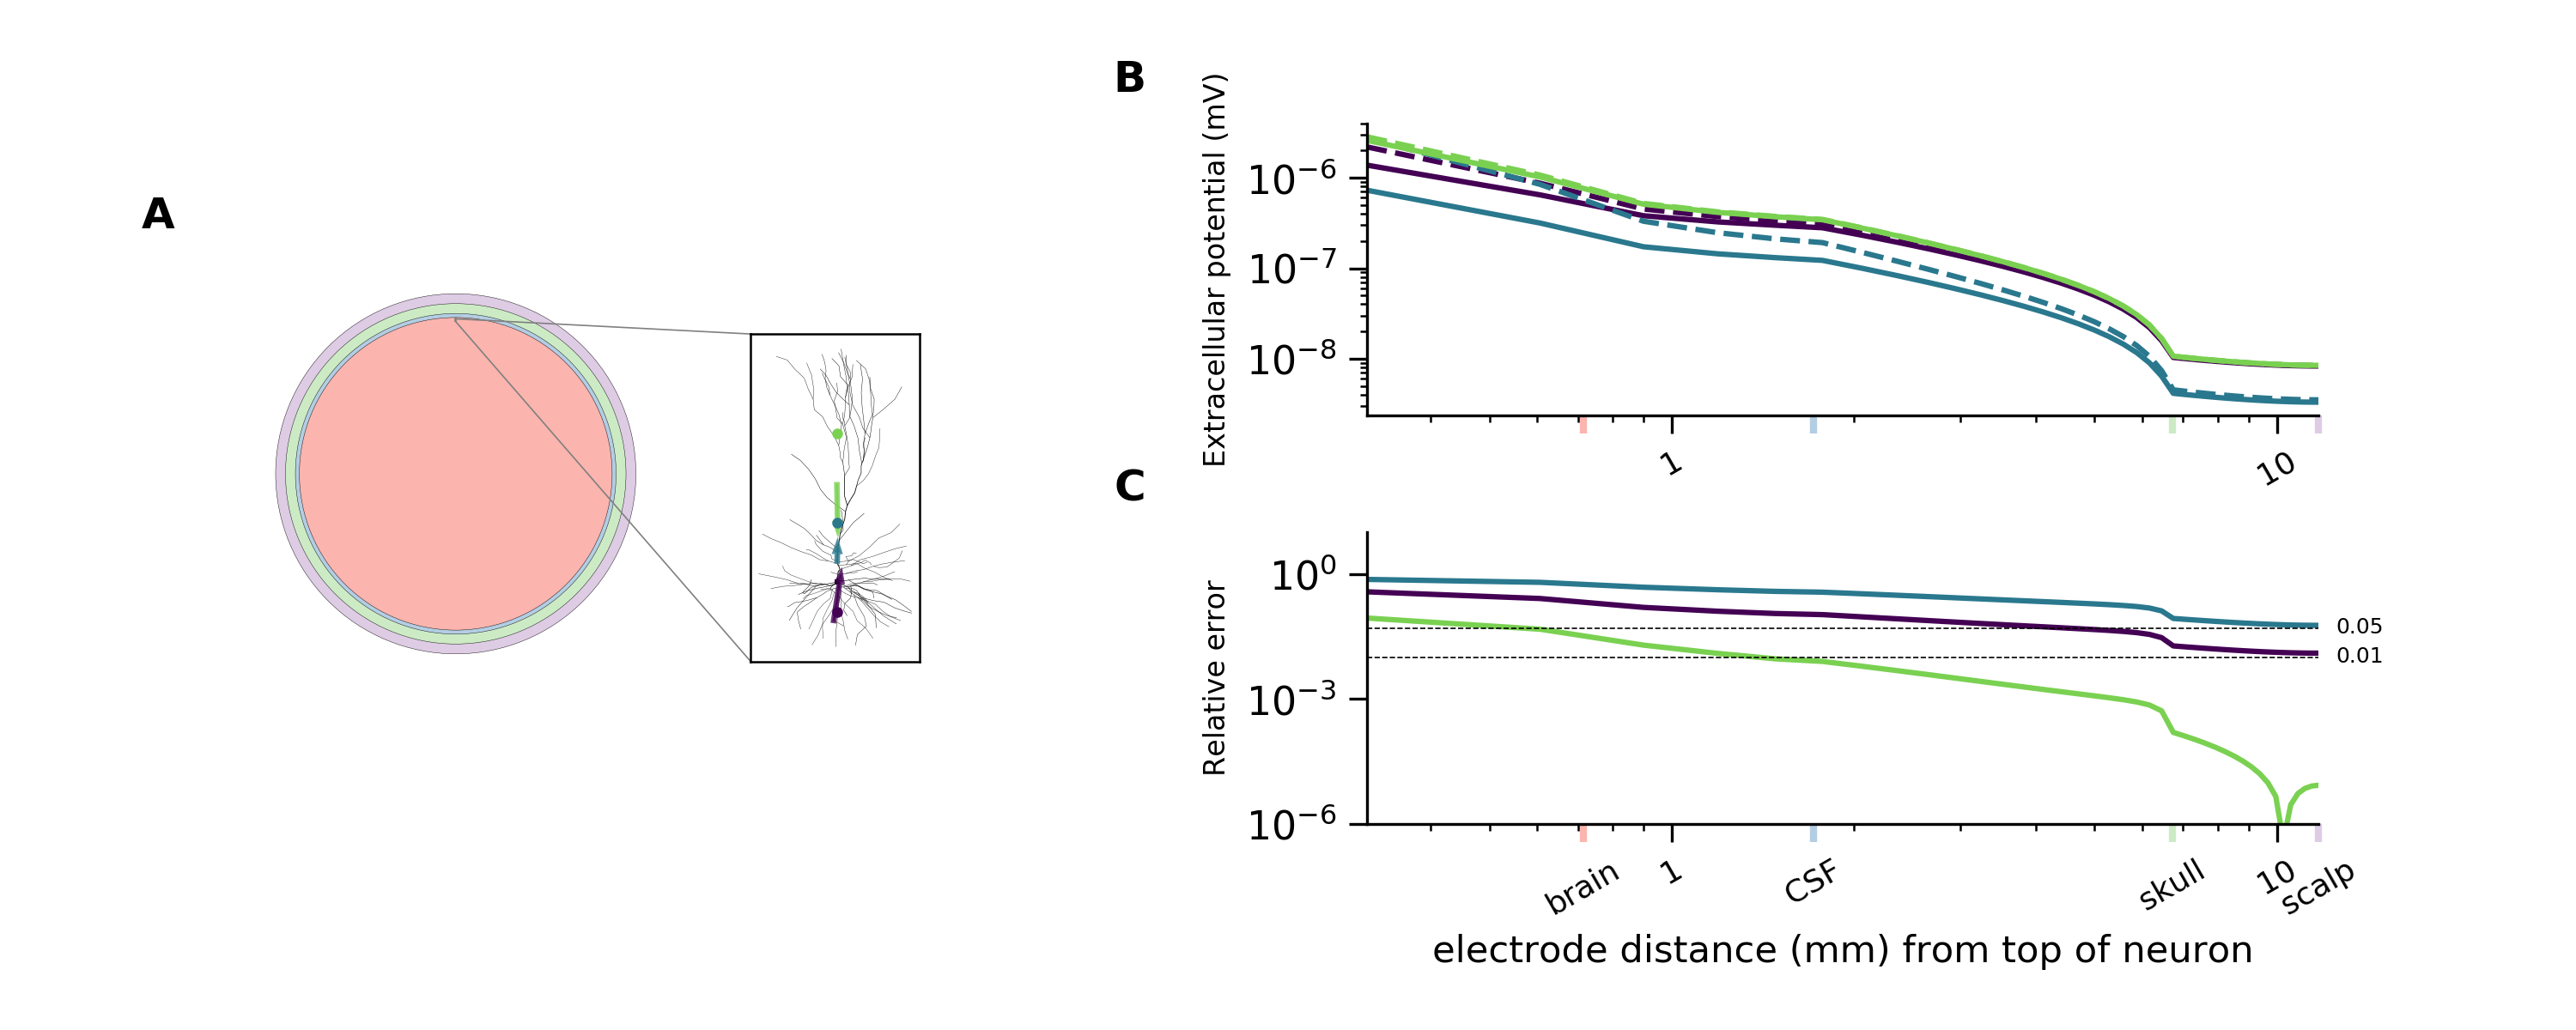 A
B
Extracellular potential (mV)
10⁻⁶
10⁻⁷
10⁻⁸
1
10
C
Relative error
10⁰
10⁻³
10⁻⁶
0.05
0.01
brain
1
CSF
skull
10
scalp
electrode distance (mm) from top of neuron